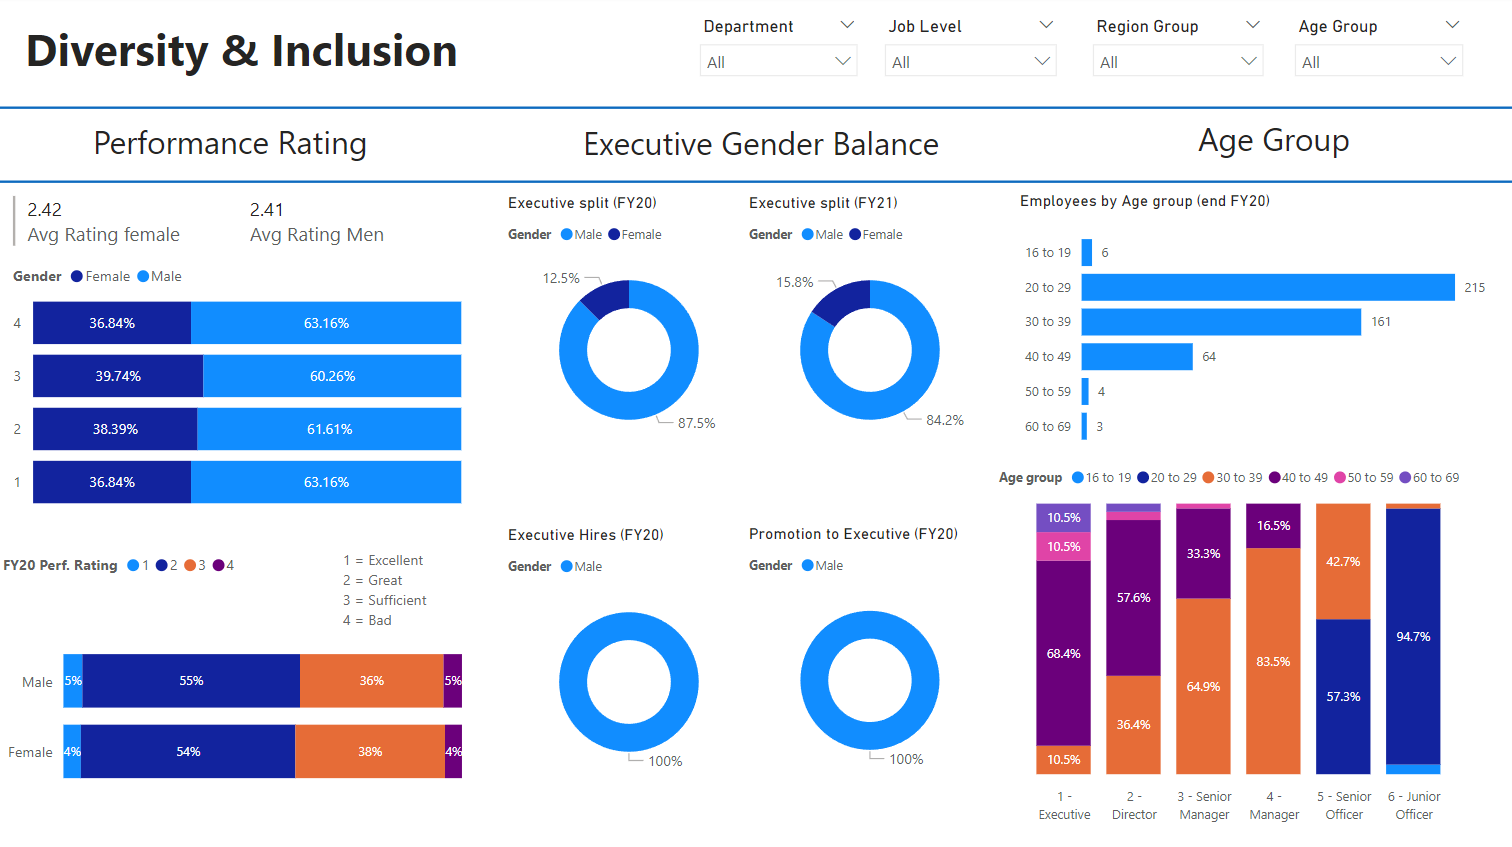 Diversity & Inclusion
Department
All
Job Level
All
Region Group
All
Age Group
All
Performance Rating
Executive Gender Balance
Age Group
2.42
Avg Rating female
2.41
Avg Rating Men
Gender Female Male
4 36.84% 63.16%
3 39.74% 60.26%
2 38.39% 61.61%
1 36.84% 63.16%
FY20 Perf. Rating 1 2 3 4
1 = Excellent
2 = Great
3 = Sufficient
4 = Bad
Male 5% 55% 36% 5%
Female 4% 54% 38% 4%
Executive split (FY20)
Gender Male Female
12.5%
87.5%
Executive split (FY21)
Gender Male Female
15.8%
84.2%
Executive Hires (FY20)
Gender Male
100%
Promotion to Executive (FY20)
Gender Male
100%
Employees by Age group (end FY20)
16 to 19 6
20 to 29 215
30 to 39 161
40 to 49 64
50 to 59 4
60 to 69 3
Age group 16 to 19 20 to 29 30 to 39 40 to 49 50 to 59 60 to 69
10.5%
10.5%
68.4%
10.5%
1 -
Executive
57.6%
36.4%
2 -
Director
33.3%
64.9%
3 - Senior
Manager
16.5%
83.5%
4 -
Manager
42.7%
57.3%
5 - Senior
Officer
94.7%
6 - Junior
Officer